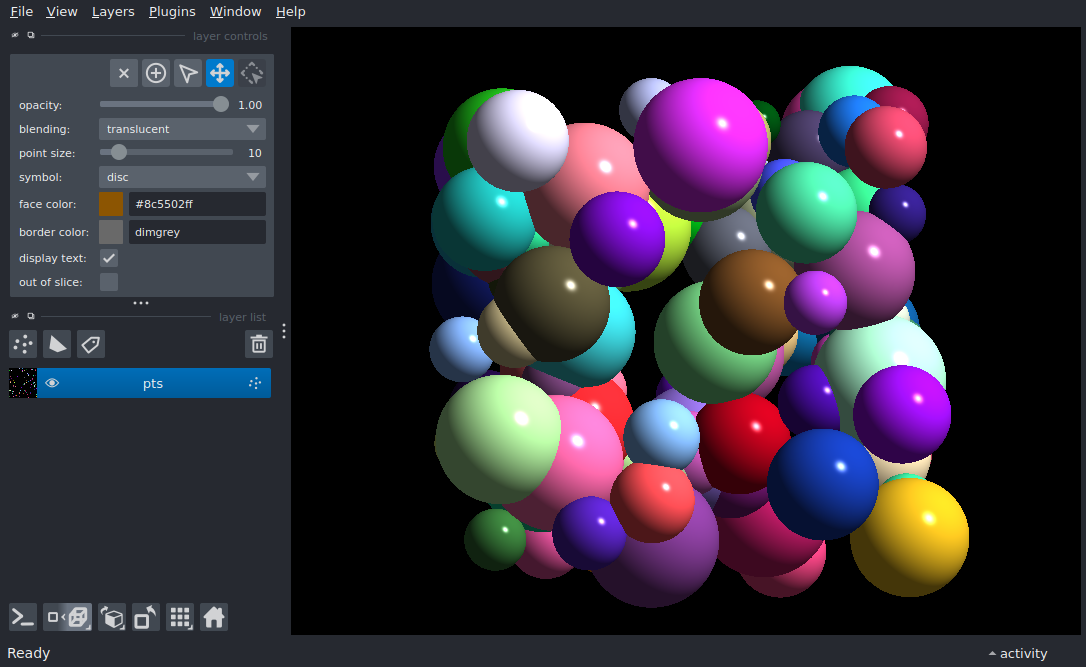 File View Layers Plugins Window Help
layer controls
opacity: 1.00
blending: translucent
point size: 10
symbol: disc
face color: #8c5502ff
border color: dimgrey
display text:
out of slice:
layer list
pts
Ready
activity